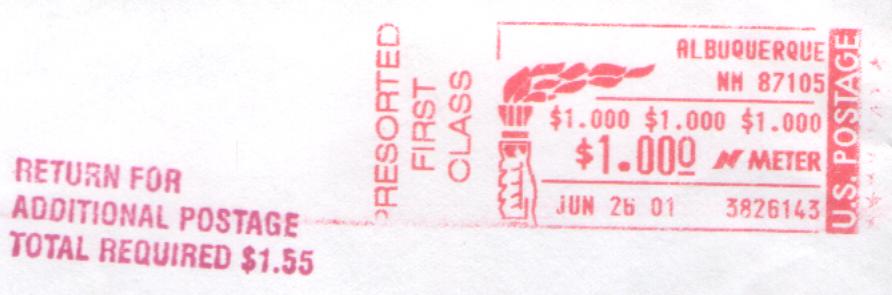 RETURN FOR
ADDITIONAL POSTAGE
TOTAL REQUIRED $1.55
PRESORTED
FIRST
CLASS
ALBUQUERQUE
NM 87105
$1.000 $1.000 $1.000
$1.000 METER
JUN 26 01 3826143
U.S. POSTAGE